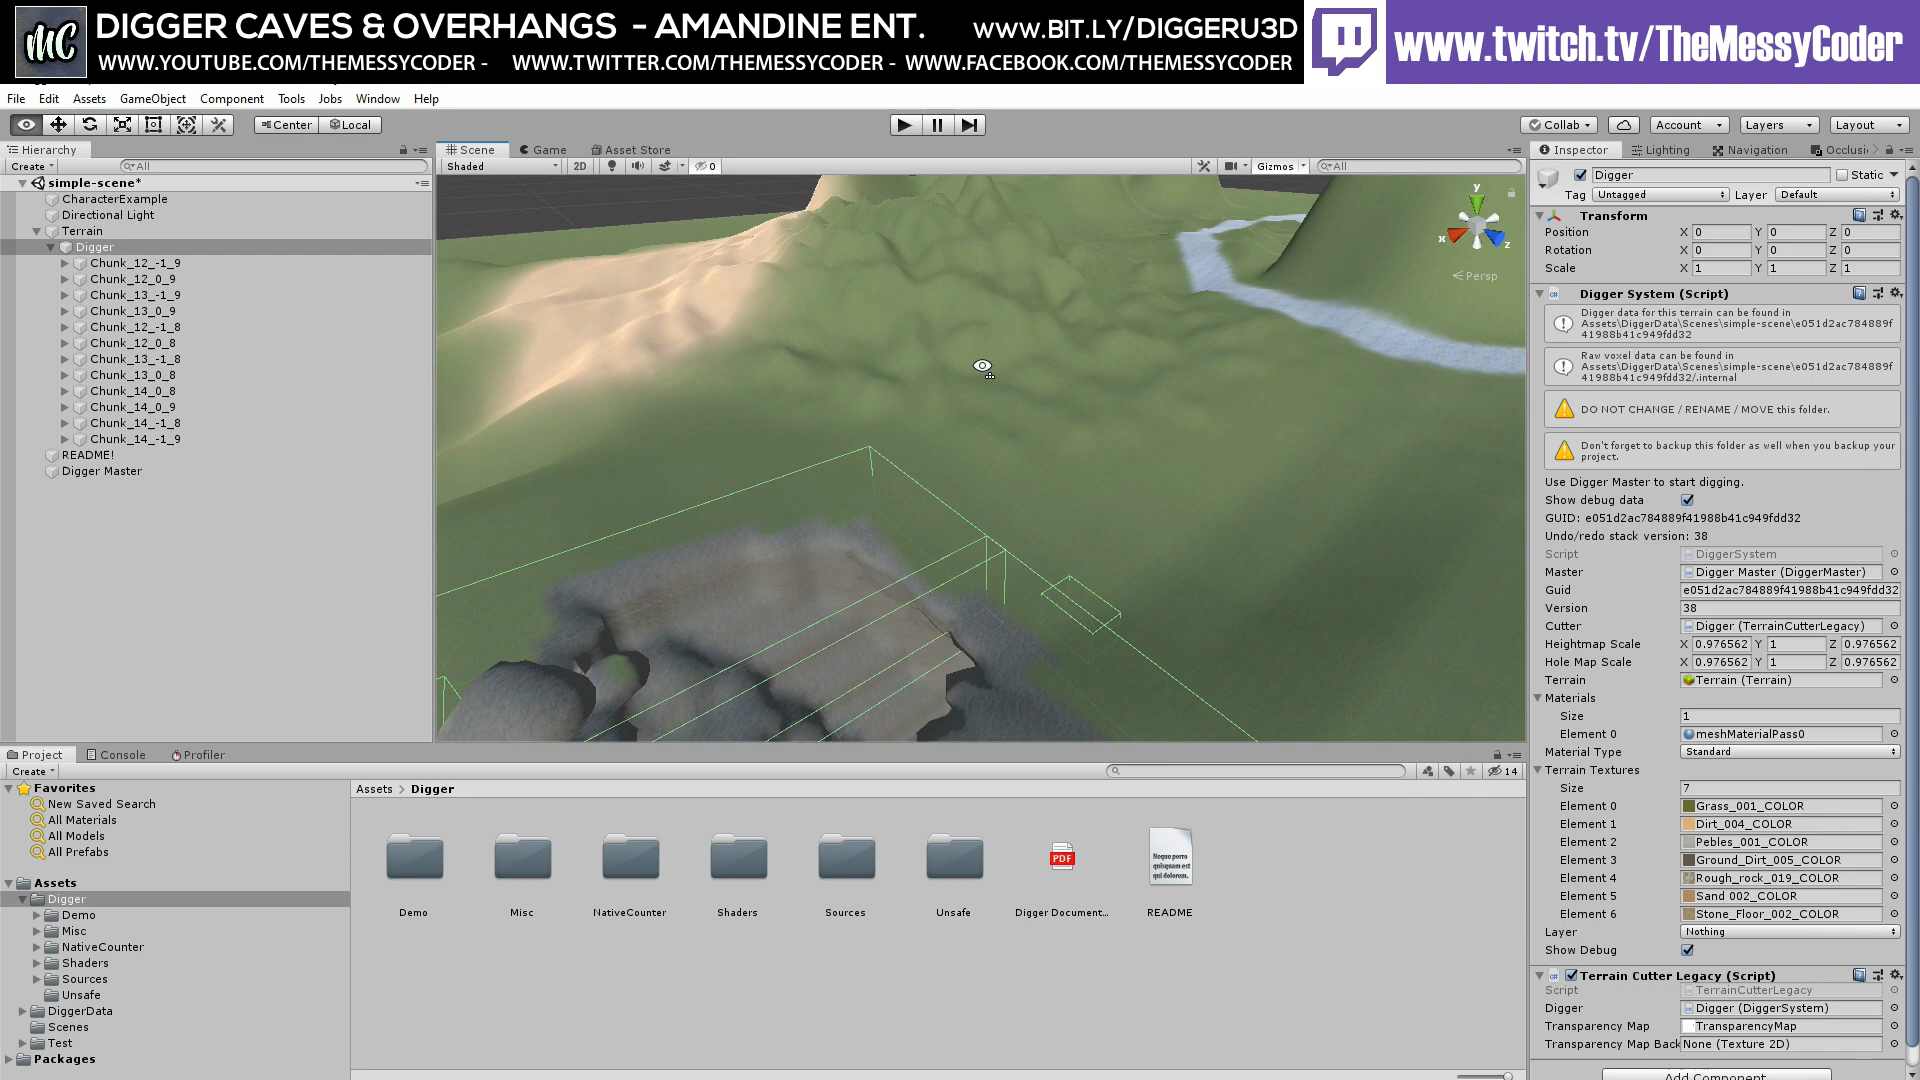 MC
DIGGER CAVES & OVERHANGS - AMANDINE ENT.
WWW.BIT.LY/DIGGERU3D
WWW.YOUTUBE.COM/THEMESSYCODER - WWW.TWITTER.COM/THEMESSYCODER - WWW.FACEBOOK.COM/THEMESSYCODER
www.twitch.tv/TheMessyCoder
File Edit Assets GameObject Component Tools Jobs Window Help
Center Local
Collab Account Layers Layout
Hierarchy
Create All
simple-scene*
CharacterExample
Directional Light
Terrain
Digger
Chunk_12_-1_9
Chunk_12_0_9
Chunk_13_-1_9
Chunk_13_0_9
Chunk_12_-1_8
Chunk_12_0_8
Chunk_13_-1_8
Chunk_13_0_8
Chunk_14_0_8
Chunk_14_0_9
Chunk_14_-1_8
Chunk_14_-1_9
README!
Digger Master
Scene Game Asset Store
Shaded 2D 0 Gizmos All
y
x
z
Persp
Inspector Lighting Navigation Occlusi
Digger Static
Tag Untagged Layer Default
Transform
Position X 0 Y 0 Z 0
Rotation X 0 Y 0 Z 0
Scale X 1 Y 1 Z 1
Digger System (Script)
Digger data for this terrain can be found in
Assets\DiggerData\Scenes\simple-scene\e051d2ac784889f
41988b41c949fdd32
Raw voxel data can be found in
Assets\DiggerData\Scenes\simple-scene\e051d2ac784889f
41988b41c949fdd32/.internal
DO NOT CHANGE / RENAME / MOVE this folder.
Don't forget to backup this folder as well when you backup your
project.
Use Digger Master to start digging.
Show debug data
GUID: e051d2ac784889f41988b41c949fdd32
Undo/redo stack version: 38
Script DiggerSystem
Master Digger Master (DiggerMaster)
Guid e051d2ac784889f41988b41c949fdd32
Version 38
Cutter Digger (TerrainCutterLegacy)
Heightmap Scale X 0.976562 Y 1 Z 0.976562
Hole Map Scale X 0.976562 Y 1 Z 0.976562
Terrain Terrain (Terrain)
Materials
Size 1
Element 0 meshMaterialPass0
Material Type Standard
Terrain Textures
Size 7
Element 0 Grass_001_COLOR
Element 1 Dirt_004_COLOR
Element 2 Pebles_001_COLOR
Element 3 Ground_Dirt_005_COLOR
Element 4 Rough_rock_019_COLOR
Element 5 Sand 002_COLOR
Element 6 Stone_Floor_002_COLOR
Layer Nothing
Show Debug
Terrain Cutter Legacy (Script)
Script TerrainCutterLegacy
Digger Digger (DiggerSystem)
Transparency Map TransparencyMap
Transparency Map Back None (Texture 2D)
Add Component
Project Console Profiler
Create 14
Favorites
New Saved Search
All Materials
All Models
All Prefabs
Assets
Digger
Demo
Misc
NativeCounter
Shaders
Sources
Unsafe
DiggerData
Scenes
Test
Packages
Assets > Digger
PDF
Neque porro
quisquam est
qui dolorem.
Demo Misc NativeCounter Shaders Sources Unsafe Digger Document... README